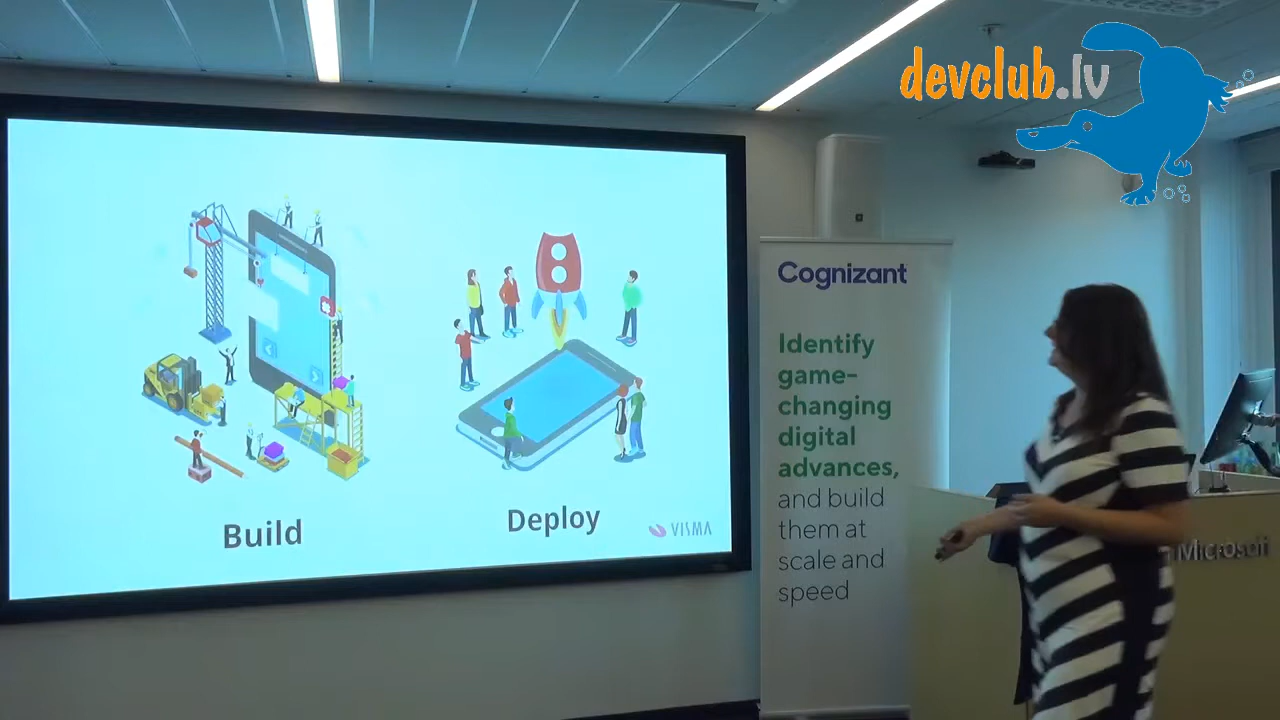 devclub.lv
Build
Deploy
VISMA
Cognizant
Identify
game-
changing
digital
advances,
and build
them at
scale and
speed
Microsoft